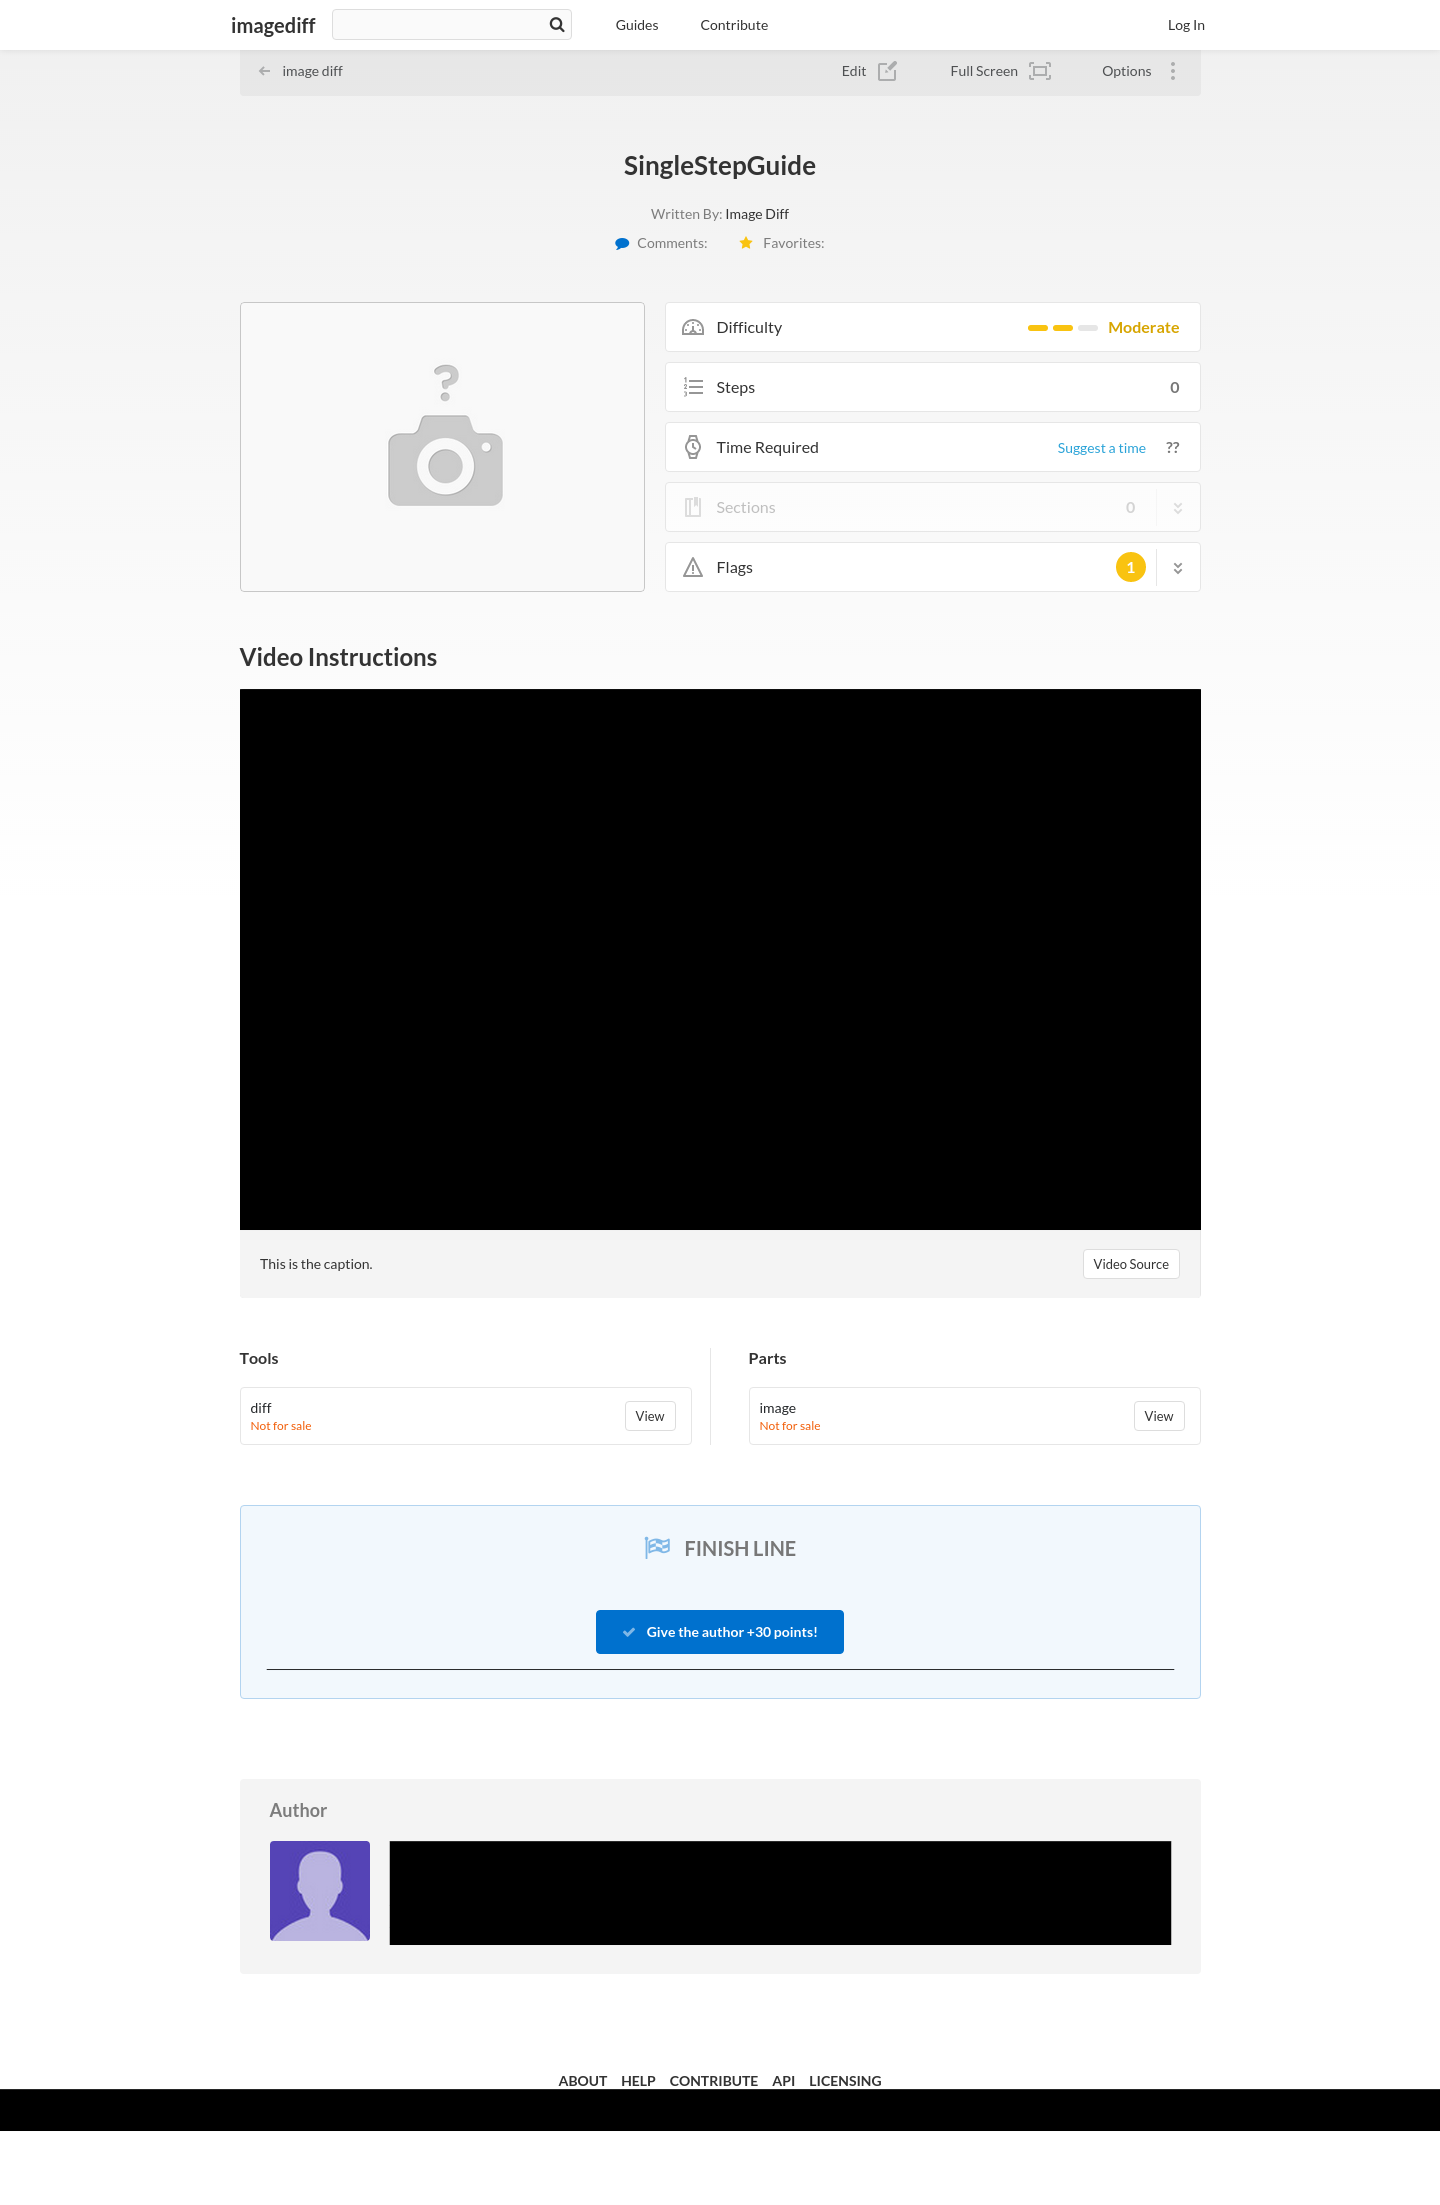 imagediff Guides Contribute Log In
image diff Edit Full Screen Options
SingleStepGuide
Written By: Image Diff
Comments: Favorites:
?
Difficulty Moderate
Steps 0
Time Required Suggest a time ??
Sections 0
Flags 1
Video Instructions
This is the caption. Video Source
Tools
diff
Not for sale
View
Parts
image
Not for sale
View
FINISH LINE
Give the author +30 points!
Author
ABOUT HELP CONTRIBUTE API LICENSING